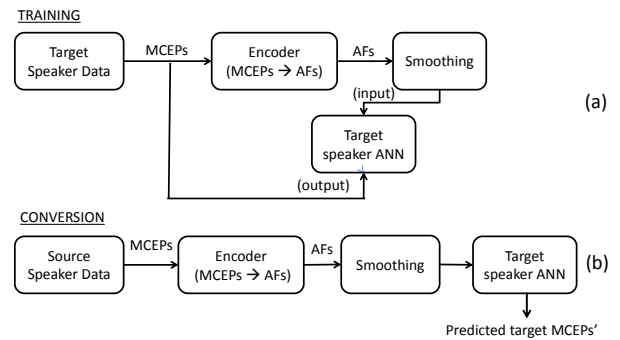 TRAINING
Target
Speaker Data
MCEPs
Encoder
(MCEPs → AFs)
AFs
Smoothing
(input)
(a)
Target
speaker ANN
(output)
CONVERSION
Source
Speaker Data
MCEPs
Encoder
(MCEPs → AFs)
AFs
Smoothing
Target
speaker ANN
(b)
Predicted target MCEPs’